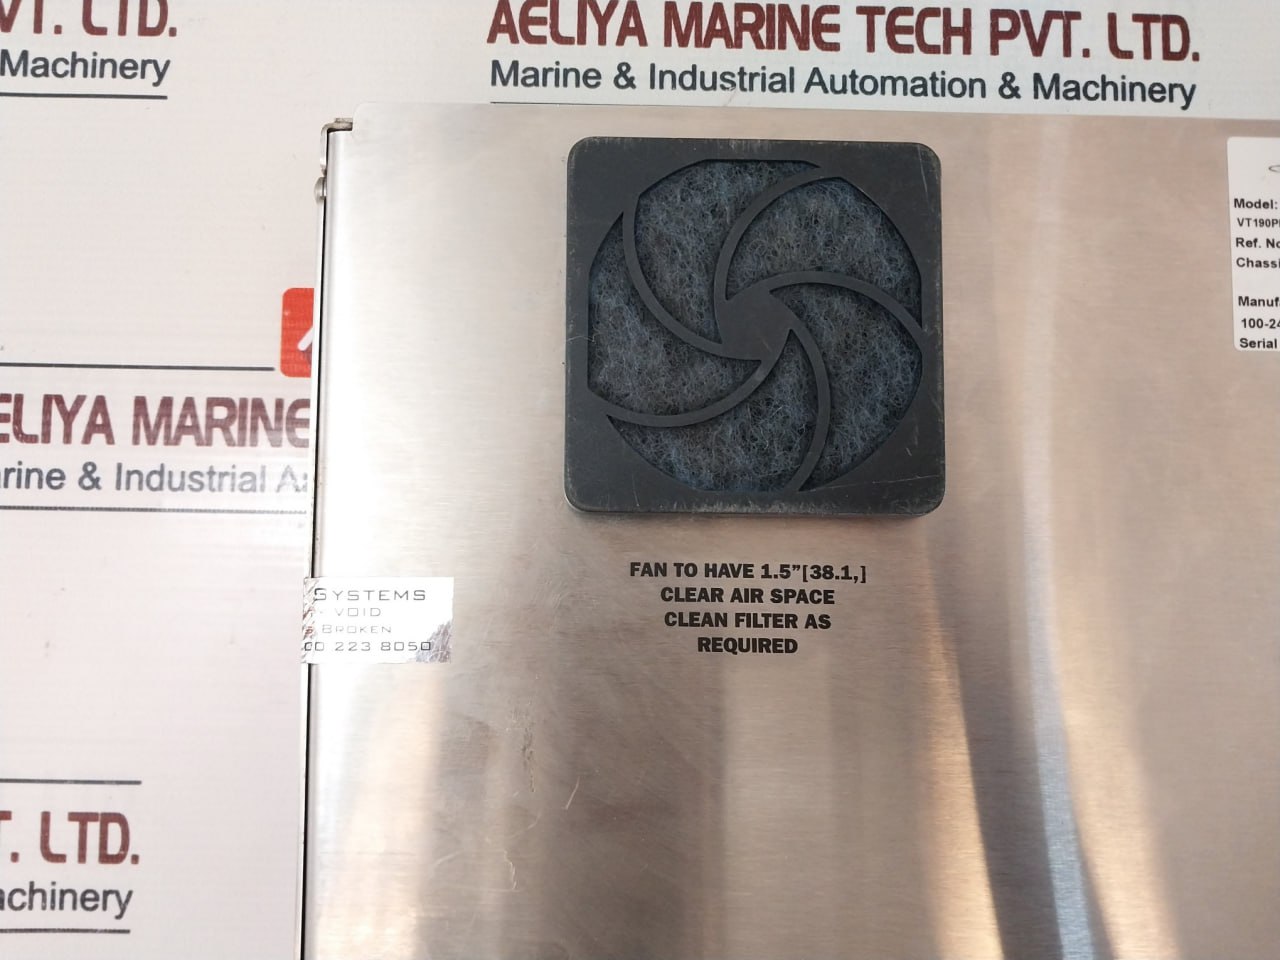 VT. LTD.
Machinery
AELIYA MARINE TECH PVT. LTD.
Marine & Industrial Automation & Machinery
ELIYA MARINE
rine & Industrial A
T. LTD.
achinery
FAN TO HAVE 1.5”[38.1,]
CLEAR AIR SPACE
CLEAN FILTER AS
REQUIRED
SYSTEMS
VOID
BROKEN
00 223 8050
Model:
VT190P
Ref. No
Chassi
Manuf
100-24
Serial